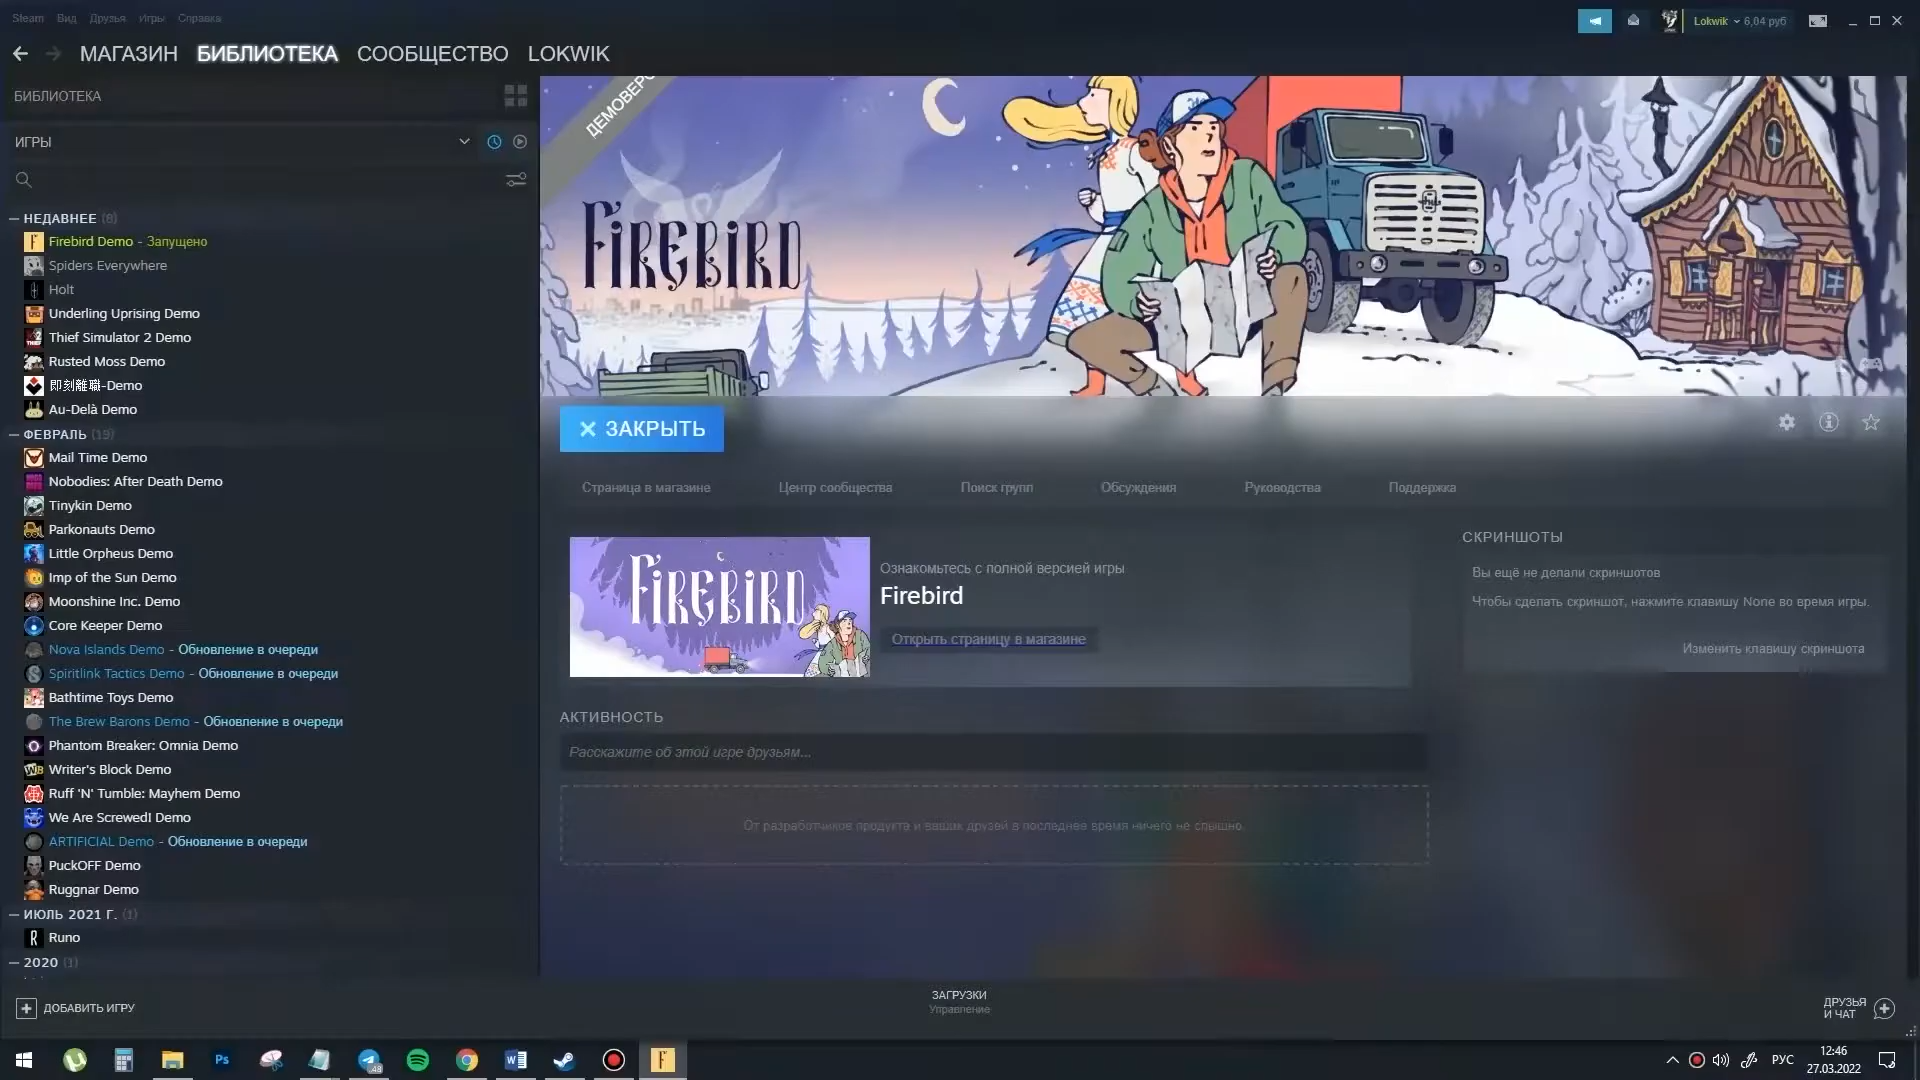 Steam Вид Друзья Игры Справка
Lokwik 6,04 руб
МАГАЗИН БИБЛИОТЕКА СООБЩЕСТВО LOKWIK
БИБЛИОТЕКА
ИГРЫ
— НЕДАВНЕЕ (8)
Firebird Demo - Запущено
Spiders Everywhere
Holt
Underling Uprising Demo
Thief Simulator 2 Demo
Rusted Moss Demo
即刻離職-Demo
Au-Delà Demo
— ФЕВРАЛЬ (19)
Mail Time Demo
Nobodies: After Death Demo
Tinykin Demo
Parkonauts Demo
Little Orpheus Demo
Imp of the Sun Demo
Moonshine Inc. Demo
Core Keeper Demo
Nova Islands Demo - Обновление в очереди
Spiritlink Tactics Demo - Обновление в очереди
Bathtime Toys Demo
The Brew Barons Demo - Обновление в очереди
Phantom Breaker: Omnia Demo
Writer's Block Demo
Ruff 'N' Tumble: Mayhem Demo
We Are Screwed! Demo
ARTIFICIAL Demo - Обновление в очереди
PuckOFF Demo
Ruggnar Demo
— ИЮЛЬ 2021 Г. (1)
Runo
— 2020 (1)
ДОБАВИТЬ ИГРУ
FIREBIRD
ЗАКРЫТЬ
Страница в магазине Центр сообщества Поиск групп Обсуждения Руководства Поддержка
FIREBIRD
Ознакомьтесь с полной версией игры
Firebird
Открыть страницу в магазине
СКРИНШОТЫ
Вы ещё не делали скриншотов
Чтобы сделать скриншот, нажмите клавишу None во время игры.
Изменить клавишу скриншота
АКТИВНОСТЬ
Расскажите об этой игре друзьям...
От разработчиков продукта и ваших друзей в последнее время ничего не слышно.
ЗАГРУЗКИ
Управление
ДРУЗЬЯ
И ЧАТ
РУС
12:46
27.03.2022